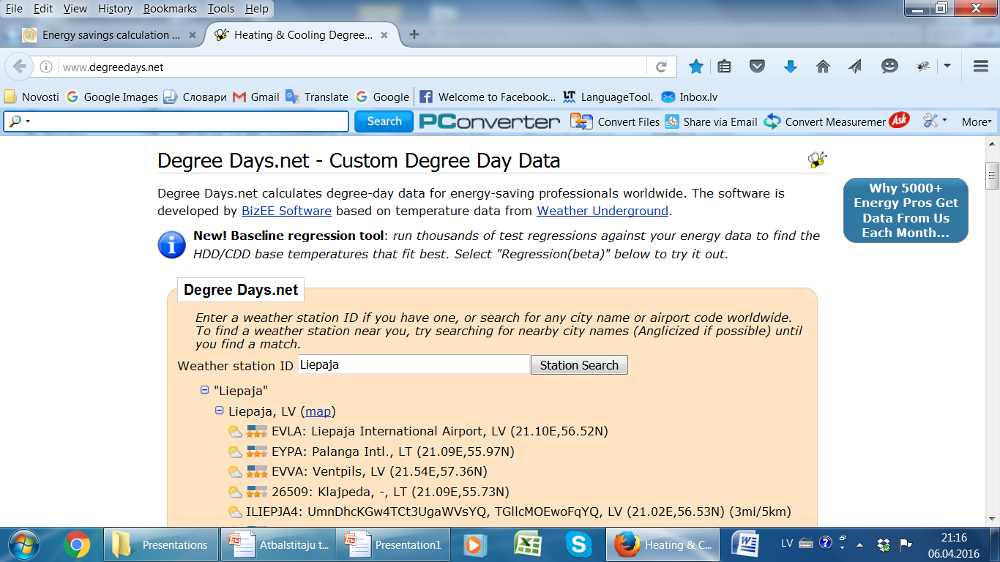 File Edit View History Bookmarks Tools Help
Energy savings calculation ... × Heating & Cooling Degree... × +
www.degreedays.net
Novosti Google Images Словари Gmail Translate Google Welcome to Facebook... LanguageTool. Inbox.lv
Search PConverter Convert Files Share via Email Convert Measuremer Ask More
Degree Days.net - Custom Degree Day Data
Degree Days.net calculates degree-day data for energy-saving professionals worldwide. The software is
developed by BizEE Software based on temperature data from Weather Underground.
New! Baseline regression tool: run thousands of test regressions against your energy data to find the
HDD/CDD base temperatures that fit best. Select "Regression(beta)" below to try it out.
Why 5000+
Energy Pros Get
Data From Us
Each Month...
Degree Days.net
Enter a weather station ID if you have one, or search for any city name or airport code worldwide.
To find a weather station near you, try searching for nearby city names (Anglicized if possible) until
you find a match.
Weather station ID Liepaja Station Search
"Liepaja"
Liepaja, LV (map)
EVLA: Liepaja International Airport, LV (21.10E,56.52N)
EYPA: Palanga Intl., LT (21.09E,55.97N)
EVVA: Ventpils, LV (21.54E,57.36N)
26509: Klajpeda, -, LT (21.09E,55.73N)
ILIEPJA4: UmnDhcKGw4TCt3UgaWVsYQ, TGllcMOEwoFqYQ, LV (21.02E,56.53N) (3mi/5km)
Presentations Atbalstitaju t... Presentation1 Heating & C... LV 21:16
06.04.2016